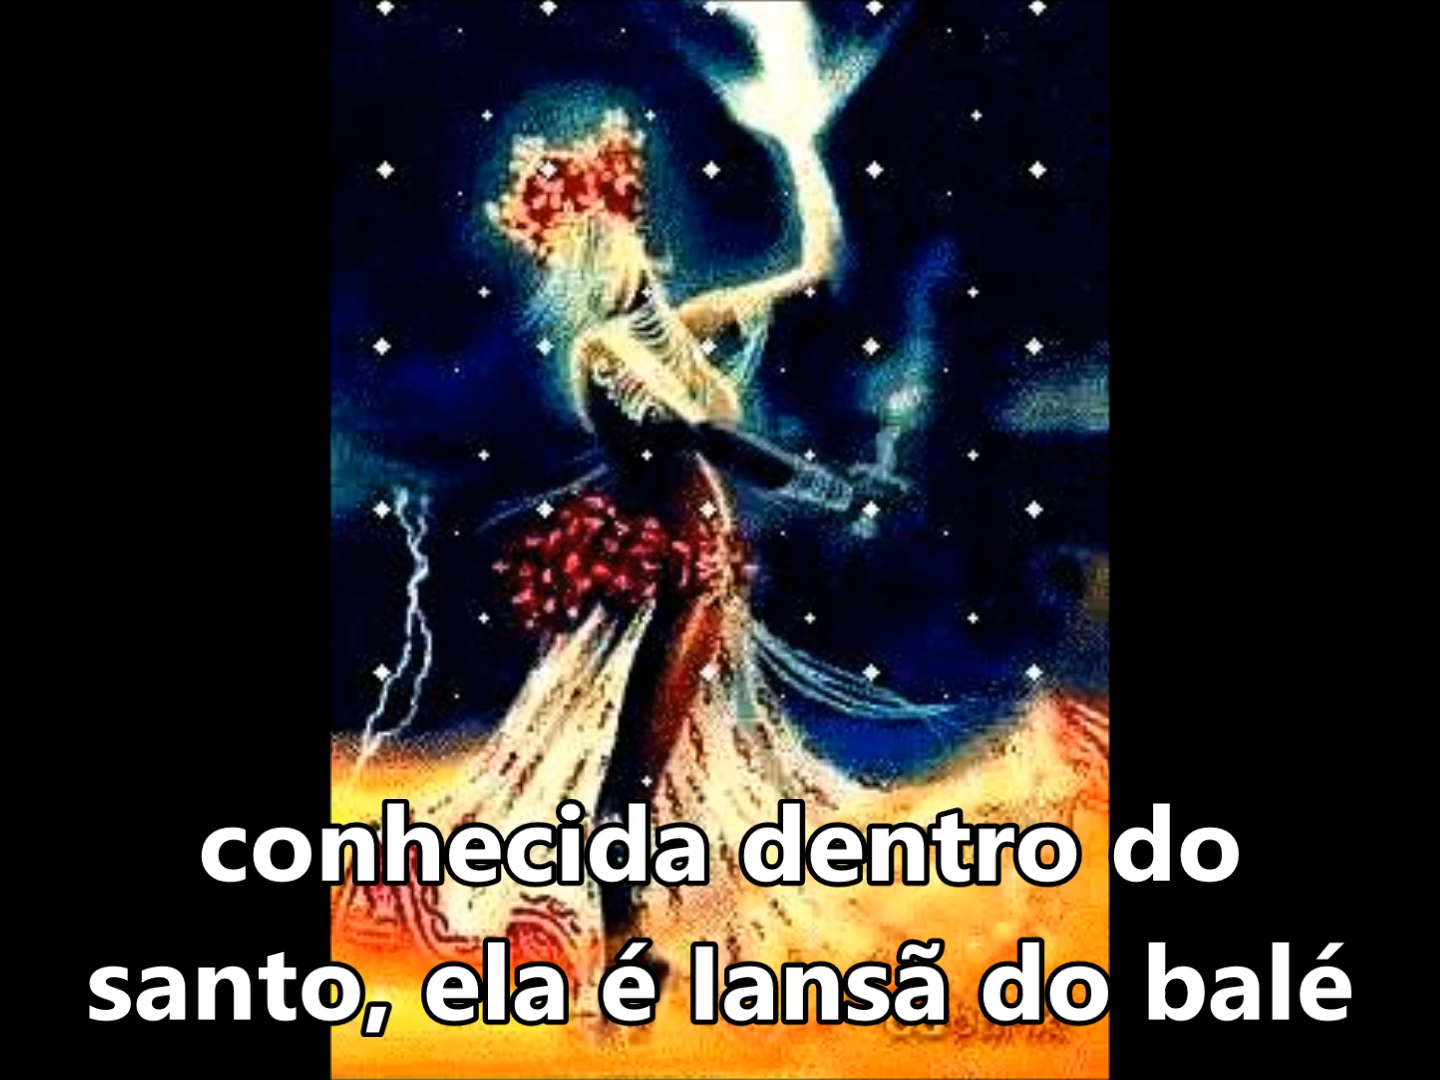 conhecida dentro do
santo, ela é Iansã do balé